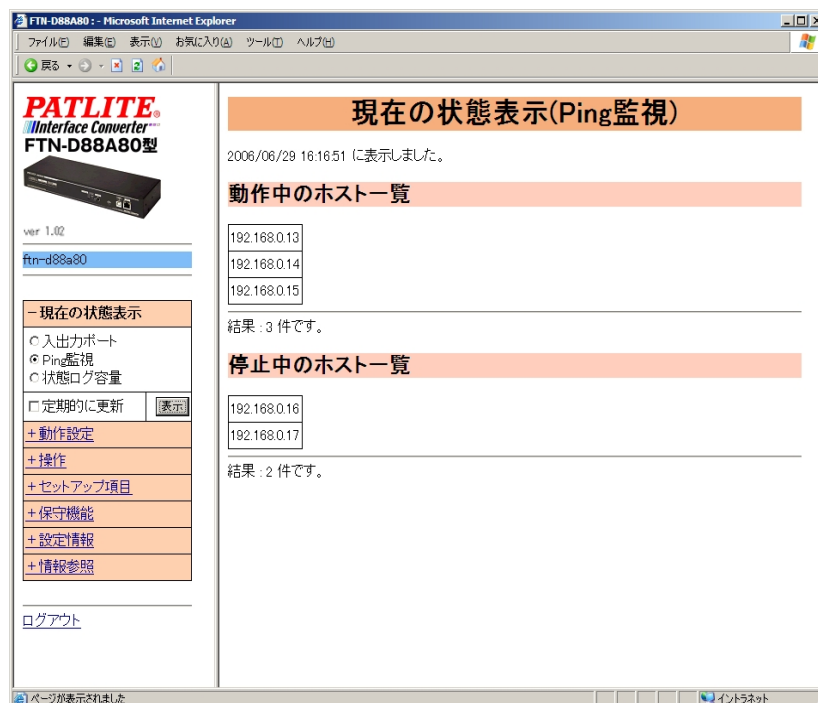 FTN-D88A80 : - Microsoft Internet Explorer
ファイル(F) 編集(E) 表示(V) お気に入り(A) ツール(T) ヘルプ(H)
戻る
PATLITE®
Interface Converter
FTN-D88A80型
ver 1.02
ftn-d88a80
－現在の状態表示
入出力ポート
Ping監視
状態ログ容量
定期的に更新 表示
＋動作設定
＋操作
＋セットアップ項目
＋保守機能
＋設定情報
＋情報参照
ログアウト
現在の状態表示(Ping監視)
2006/06/29 16:16:51 に表示しました。
動作中のホスト一覧
192.168.0.13
192.168.0.14
192.168.0.15
結果 : 3 件です。
停止中のホスト一覧
192.168.0.16
192.168.0.17
結果 : 2 件です。
ページが表示されました イントラネット